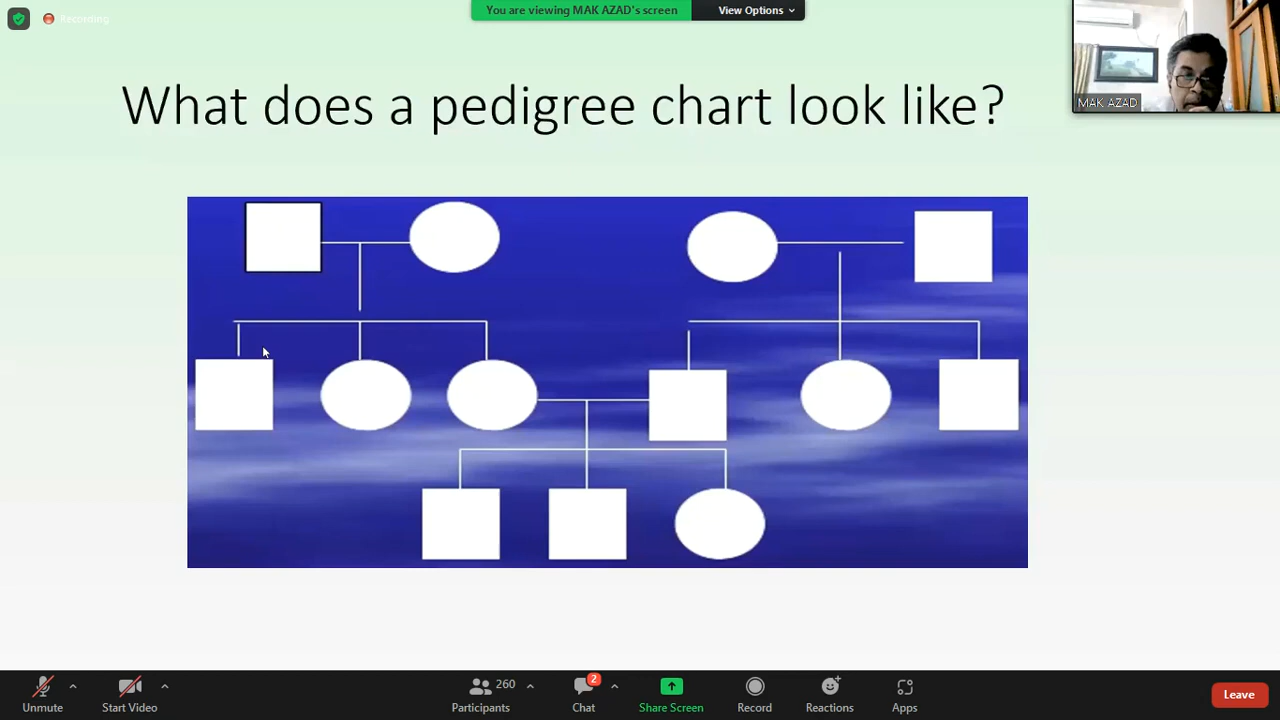 Recording
You are viewing MAK AZAD's screen
View Options
What does a pedigree chart look like?
MAK AZAD
Unmute
Start Video
260
Participants
2
Chat
Share Screen
Record
Reactions
Apps
Leave